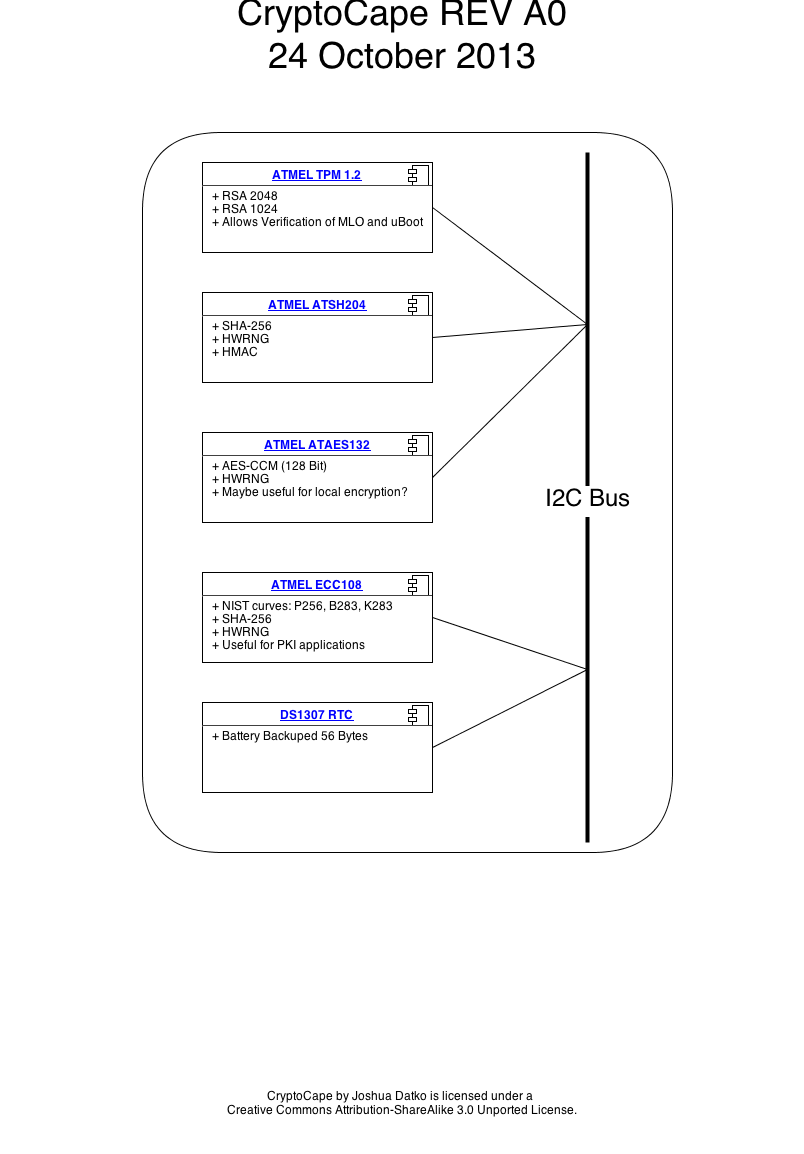 CryptoCape REV A0
24 October 2013
ATMEL TPM 1.2
+ RSA 2048
+ RSA 1024
+ Allows Verification of MLO and uBoot
ATMEL ATSH204
+ SHA-256
+ HWRNG
+ HMAC
ATMEL ATAES132
+ AES-CCM (128 Bit)
+ HWRNG
+ Maybe useful for local encryption?
I2C Bus
ATMEL ECC108
+ NIST curves: P256, B283, K283
+ SHA-256
+ HWRNG
+ Useful for PKI applications
DS1307 RTC
+ Battery Backuped 56 Bytes
CryptoCape by Joshua Datko is licensed under a
Creative Commons Attribution-ShareAlike 3.0 Unported License.